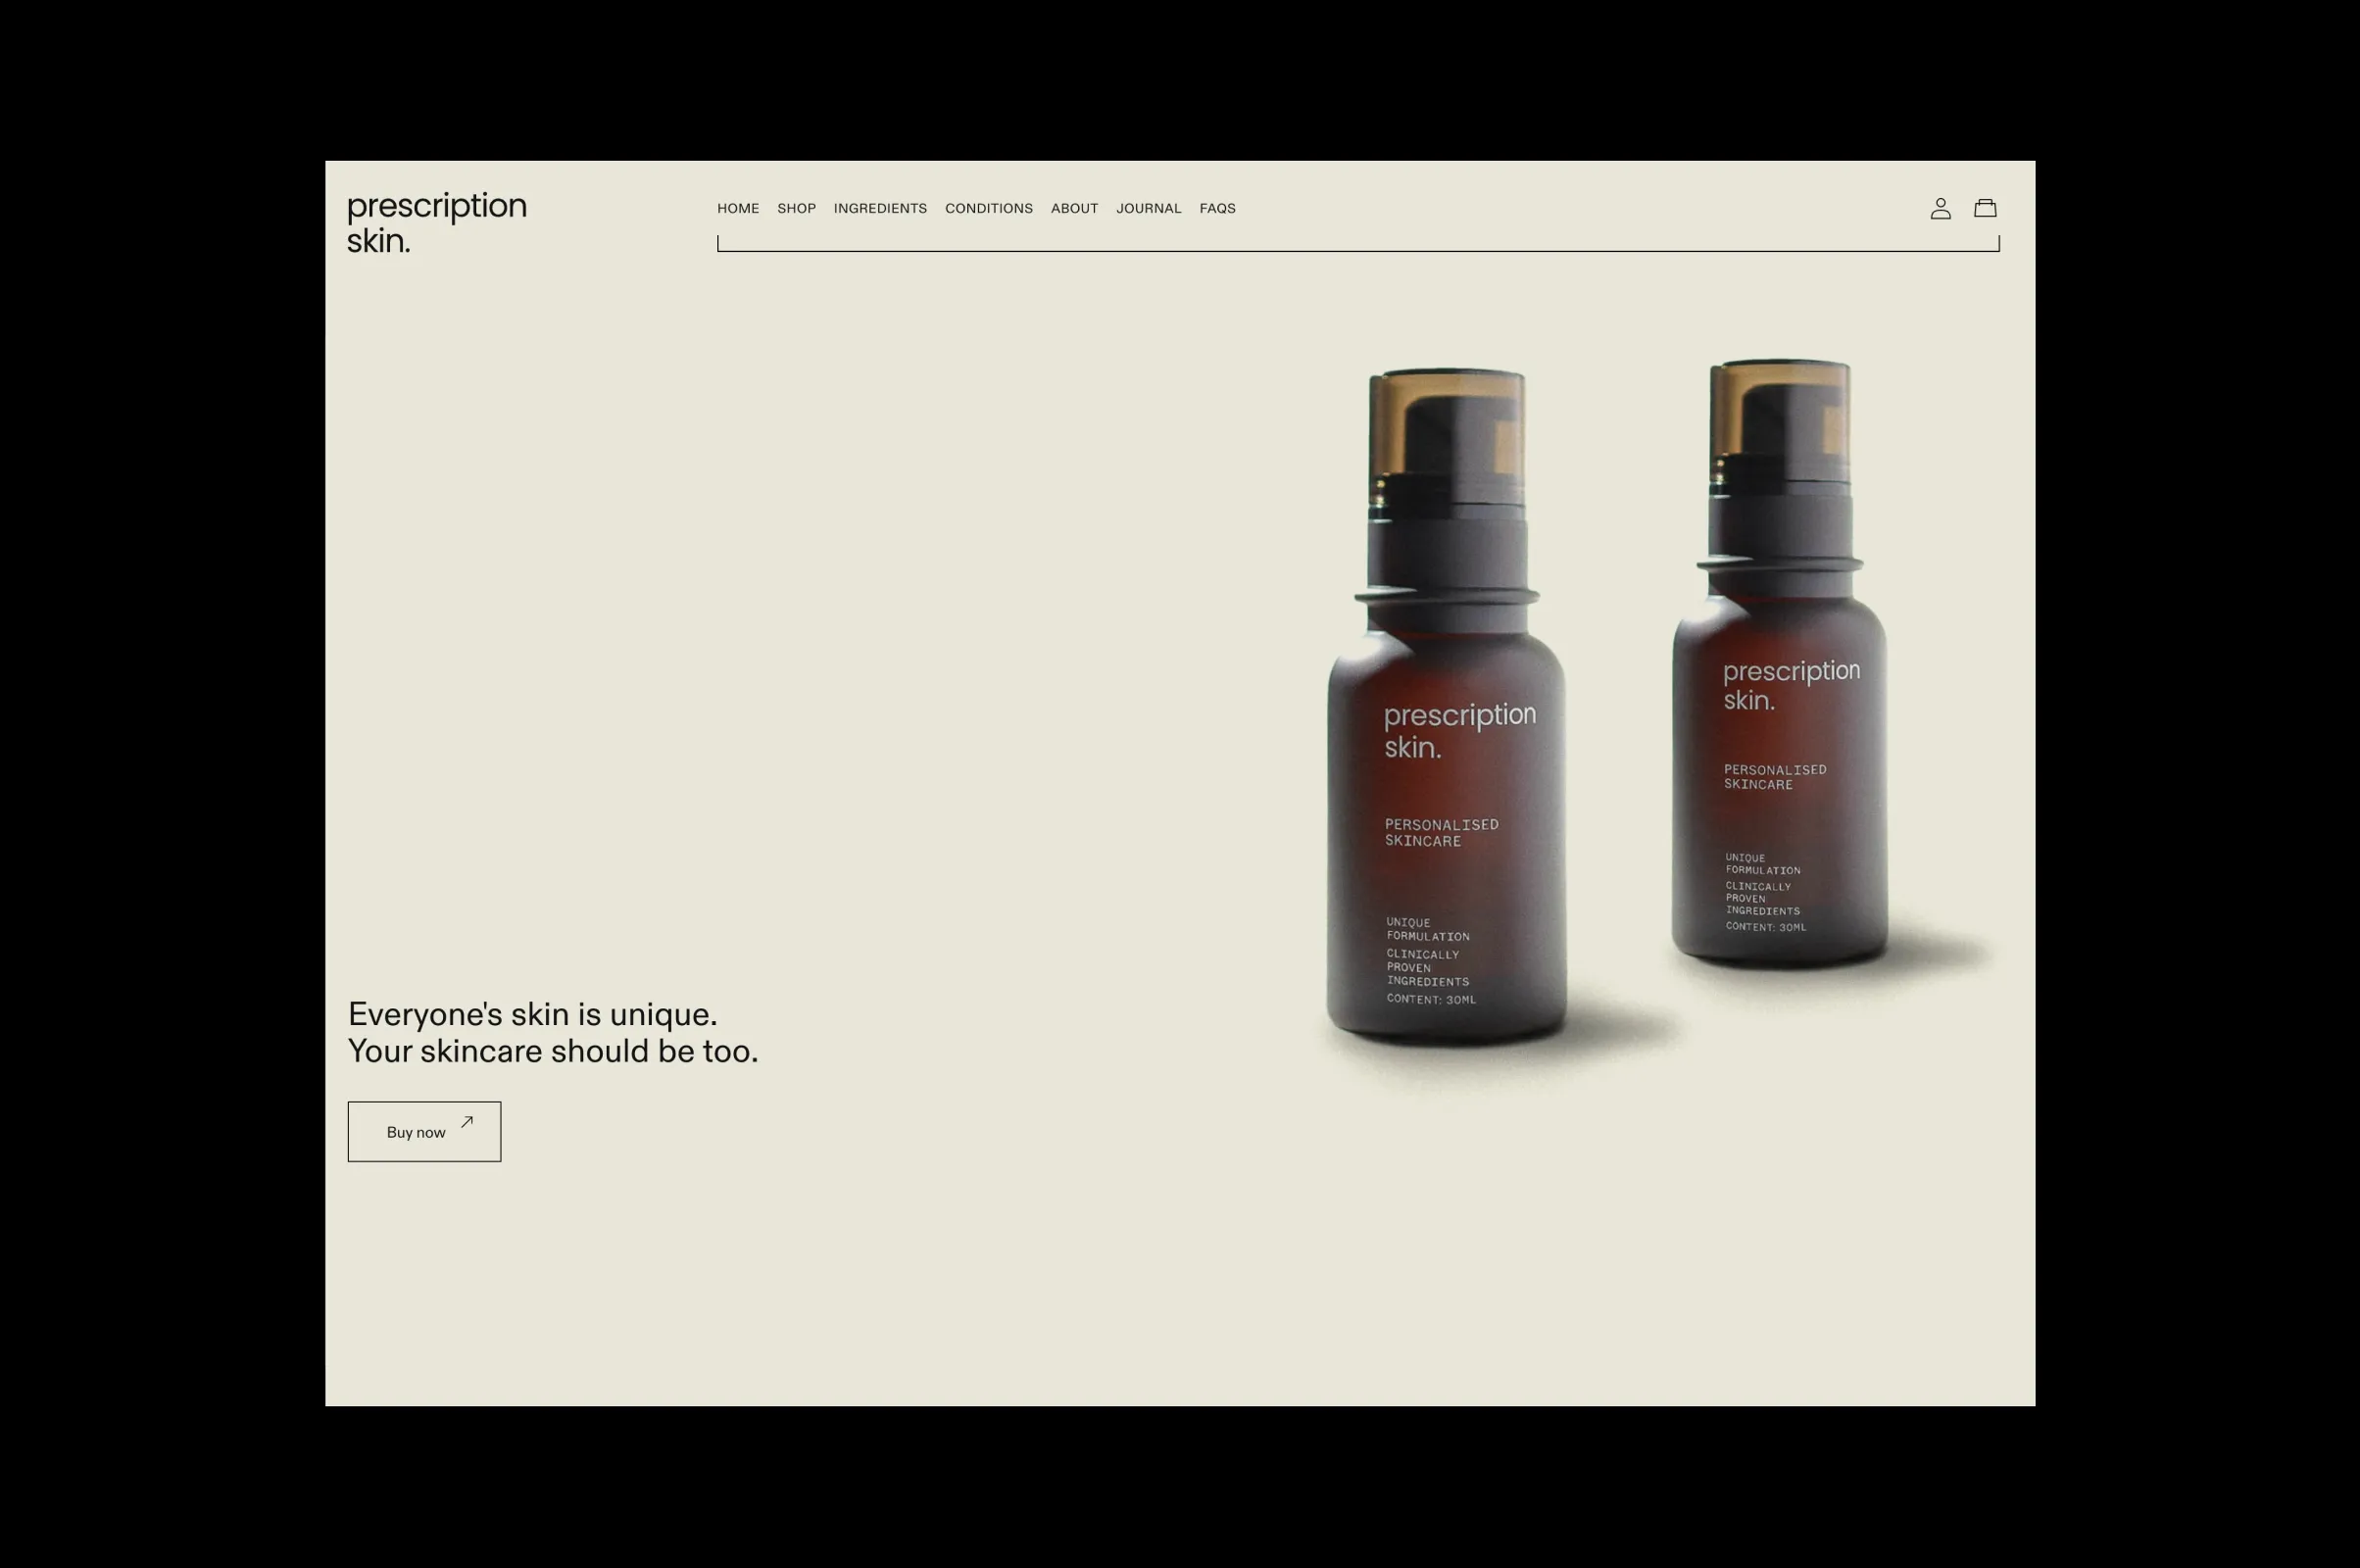 prescription
skin.
HOME SHOP INGREDIENTS CONDITIONS ABOUT JOURNAL FAQS
prescription
skin.
PERSONALISED
SKINCARE
UNIQUE
FORMULATION
CLINICALLY
PROVEN
INGREDIENTS
CONTENT: 30ML
prescription
skin.
PERSONALISED
SKINCARE
UNIQUE
FORMULATION
CLINICALLY
PROVEN
INGREDIENTS
CONTENT: 30ML
Everyone's skin is unique.
Your skincare should be too.
Buy now